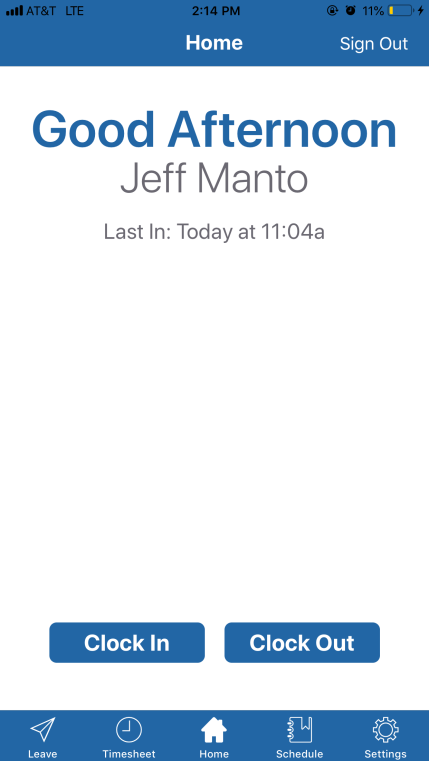 AT&T LTE 2:14 PM 11%
Home Sign Out
Good Afternoon
Jeff Manto
Last In: Today at 11:04a
Clock In Clock Out
Leave Timesheet Home Schedule Settings